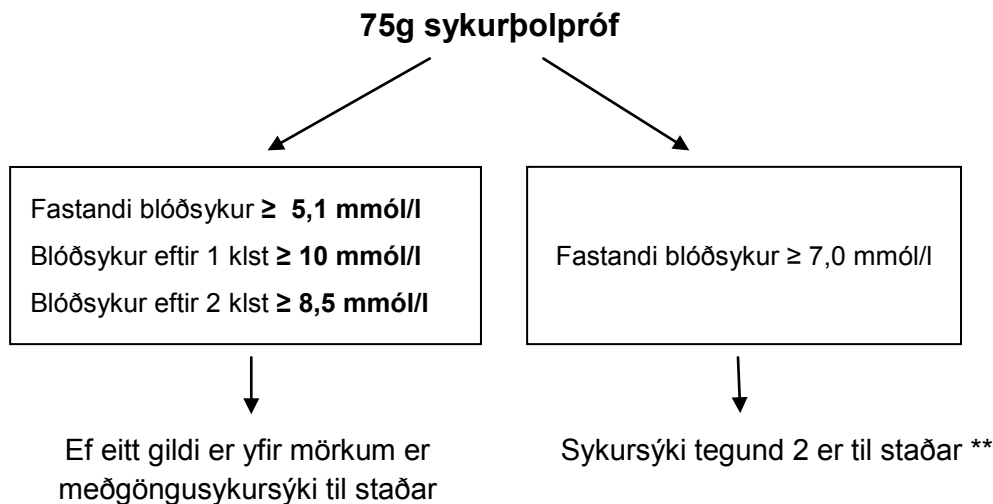 75g sykurþolpróf
Fastandi blóðsykur ≥ 5,1 mmól/l
Blóðsykur eftir 1 klst ≥ 10 mmól/l
Blóðsykur eftir 2 klst ≥ 8,5 mmól/l
Fastandi blóðsykur ≥ 7,0 mmól/l
Ef eitt gildi er yfir mörkum er
meðgöngusykursýki til staðar
Sykursýki tegund 2 er til staðar **